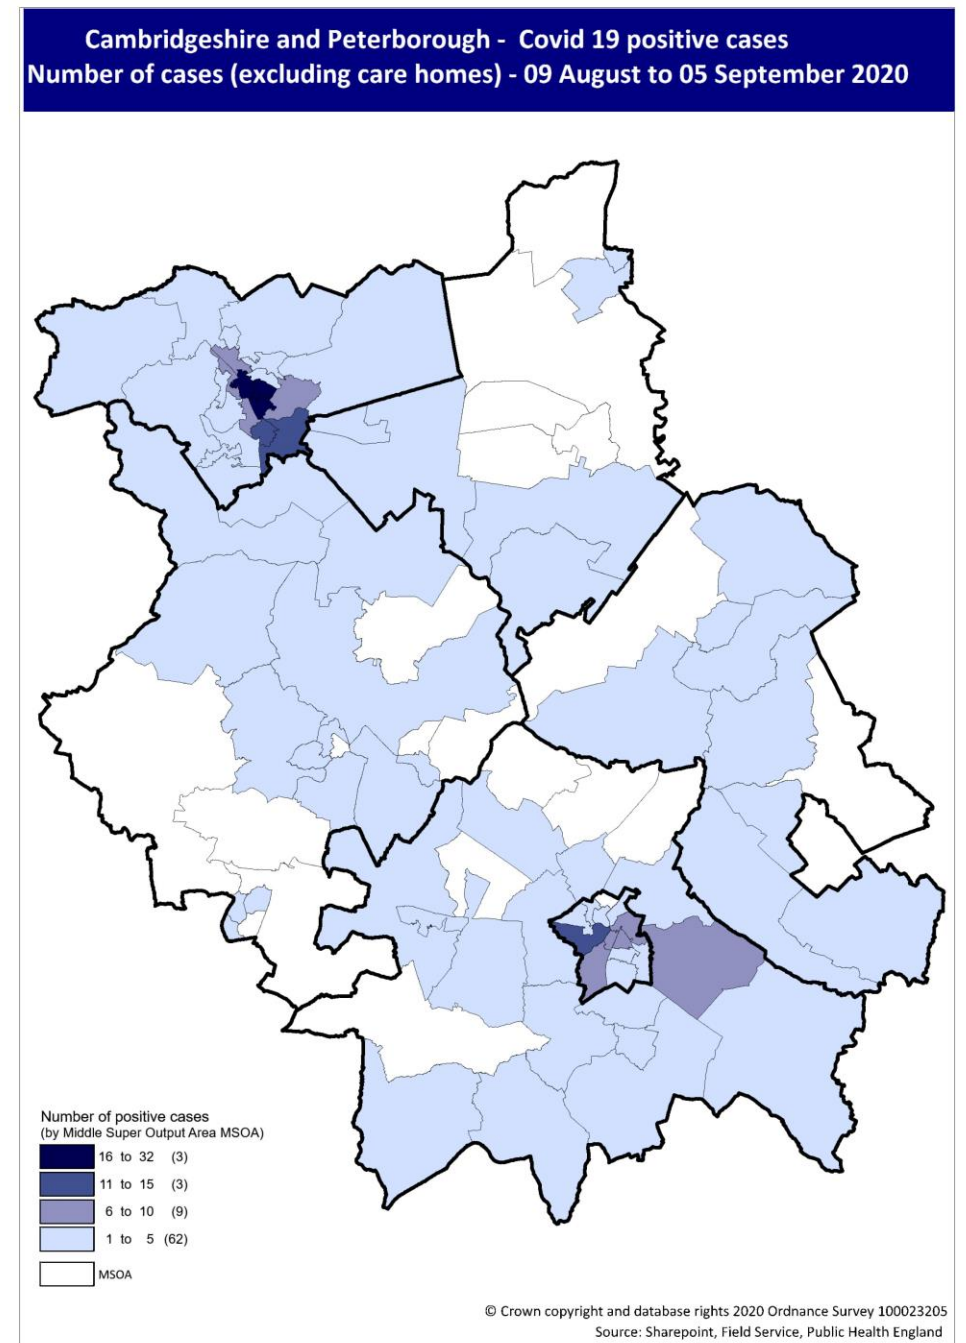 Cambridgeshire and Peterborough - Covid 19 positive cases
Number of cases (excluding care homes) - 09 August to 05 September 2020
Number of positive cases
(by Middle Super Output Area MSOA)
16 to 32 (3)
11 to 15 (3)
6 to 10 (9)
1 to 5 (62)
MSOA
© Crown copyright and database rights 2020 Ordnance Survey 100023205
Source: Sharepoint, Field Service, Public Health England